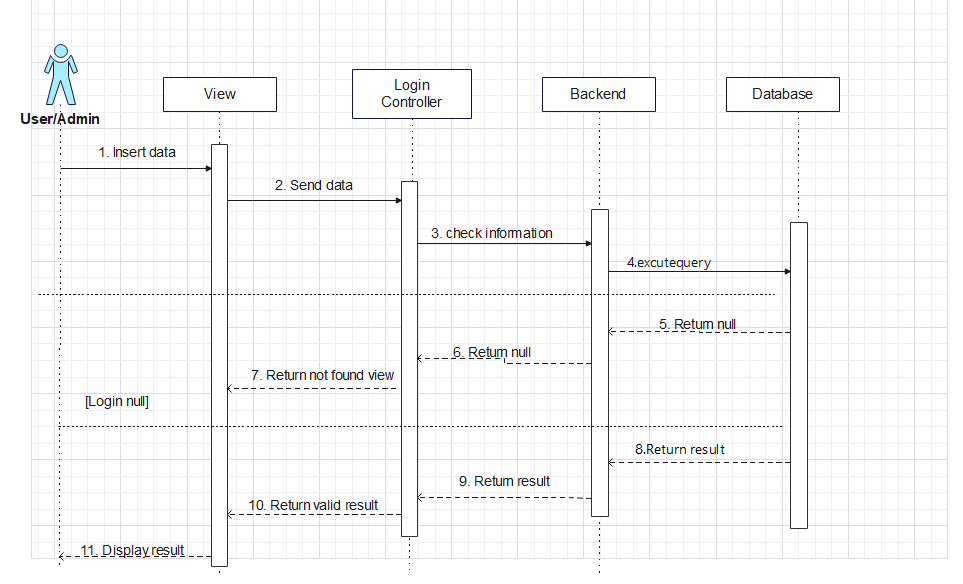 View
Login
Controller
Backend
Database
User/Admin
1. Insert data
2. Send data
3. check information
4.excutequery
5. Return null
6. Return null
7. Return not found view
[Login null]
8.Return result
9. Return result
10. Return valid result
11. Display result